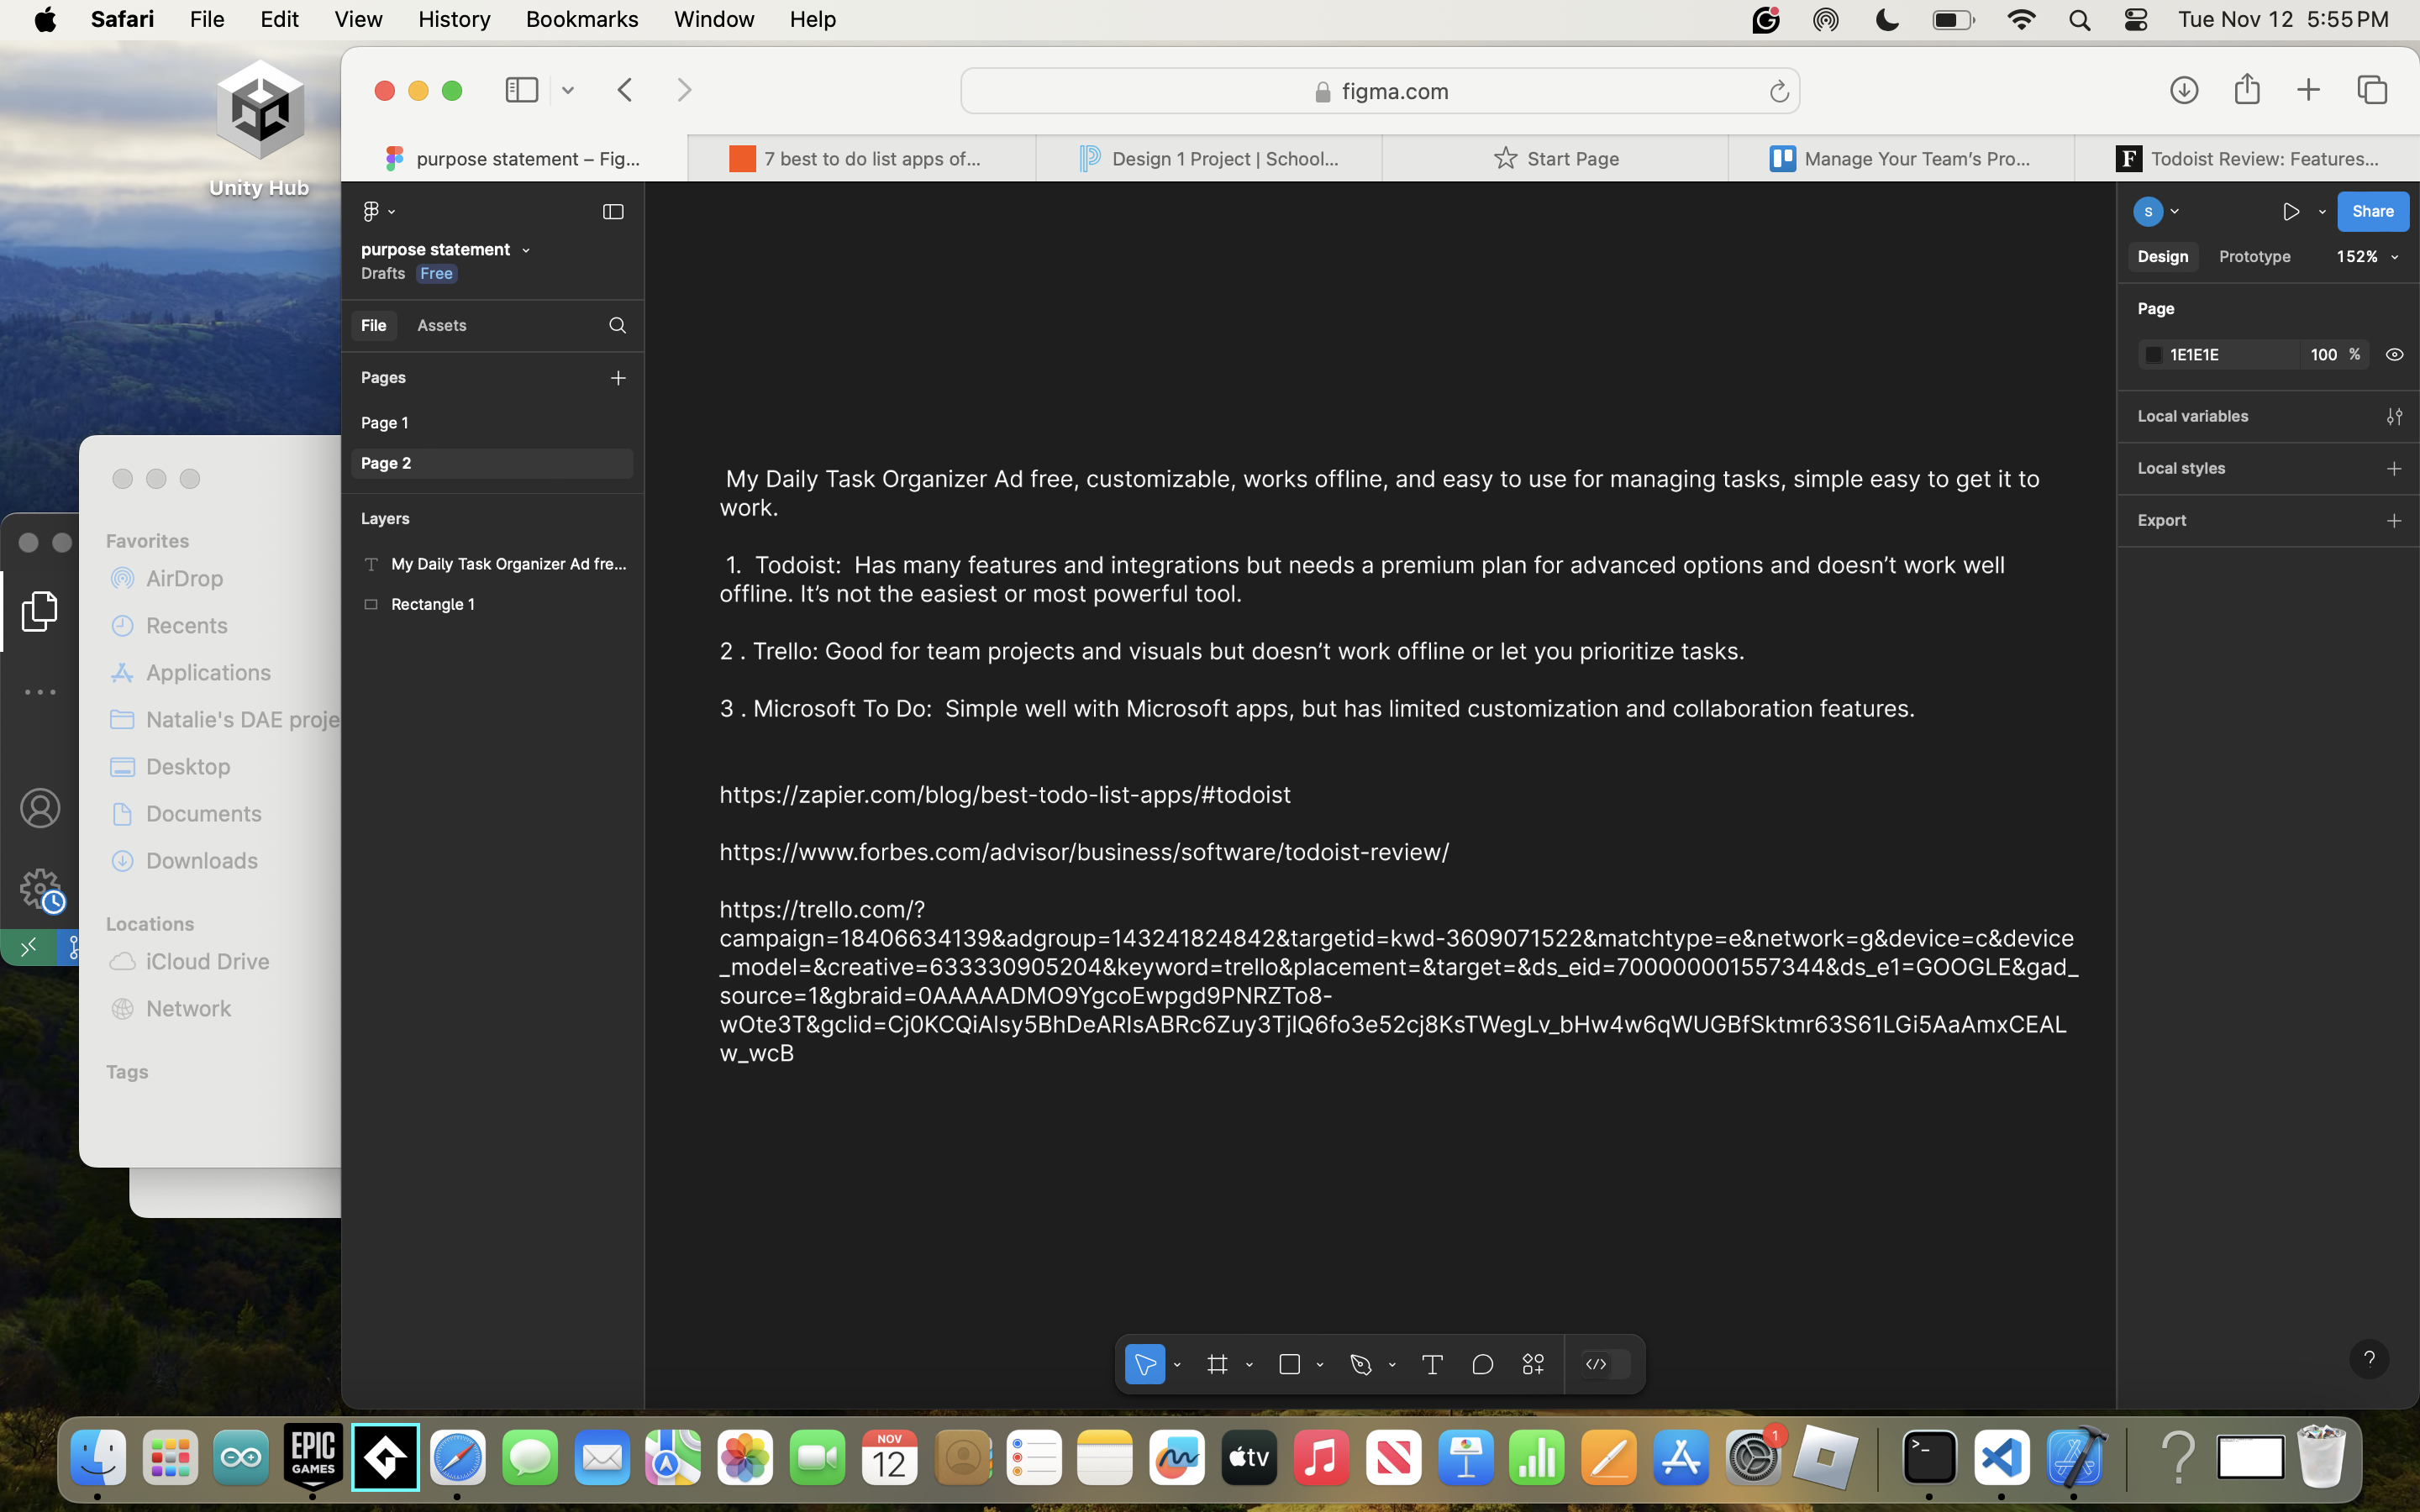 Safari File Edit View History Bookmarks Window Help Tue Nov 12 5:55 PM
Unity Hub
figma.com
purpose statement – Fig...
7 best to do list apps of...
Design 1 Project | School...
Start Page
Manage Your Team's Pro...
F Todoist Review: Features...
purpose statement
Drafts Free
File Assets
Pages
Page 1
Page 2
Layers
My Daily Task Organizer Ad fre...
Rectangle 1
Favorites
AirDrop
Recents
Applications
Natalie's DAE proje
Desktop
Documents
Downloads
Locations
iCloud Drive
Network
Tags
My Daily Task Organizer Ad free, customizable, works offline, and easy to use for managing tasks, simple easy to get it to
work.
1. Todoist: Has many features and integrations but needs a premium plan for advanced options and doesn't work well
offline. It's not the easiest or most powerful tool.
2 . Trello: Good for team projects and visuals but doesn't work offline or let you prioritize tasks.
3 . Microsoft To Do: Simple well with Microsoft apps, but has limited customization and collaboration features.
https://zapier.com/blog/best-todo-list-apps/#todoist
https://www.forbes.com/advisor/business/software/todoist-review/
https://trello.com/?
campaign=18406634139&adgroup=143241824842&targetid=kwd-3609071522&matchtype=e&network=g&device=c&device
_model=&creative=633330905204&keyword=trello&placement=&target=&ds_eid=700000001557344&ds_e1=GOOGLE&gad_
source=1&gbraid=0AAAAADMO9YgcoEwpgd9PNRZTo8-
wOte3T&gclid=Cj0KCQiAlsy5BhDeARIsABRc6Zuy3TjlQ6fo3e52cj8KsTWegLv_bHw4w6qWUGBfSktmr63S61LGi5AaAmxCEAL
w_wcB
S
Share
Design Prototype 152%
Page
1E1E1E 100 %
Local variables
Local styles
Export
?
EPIC
GAMES
NOV
12
tv
1